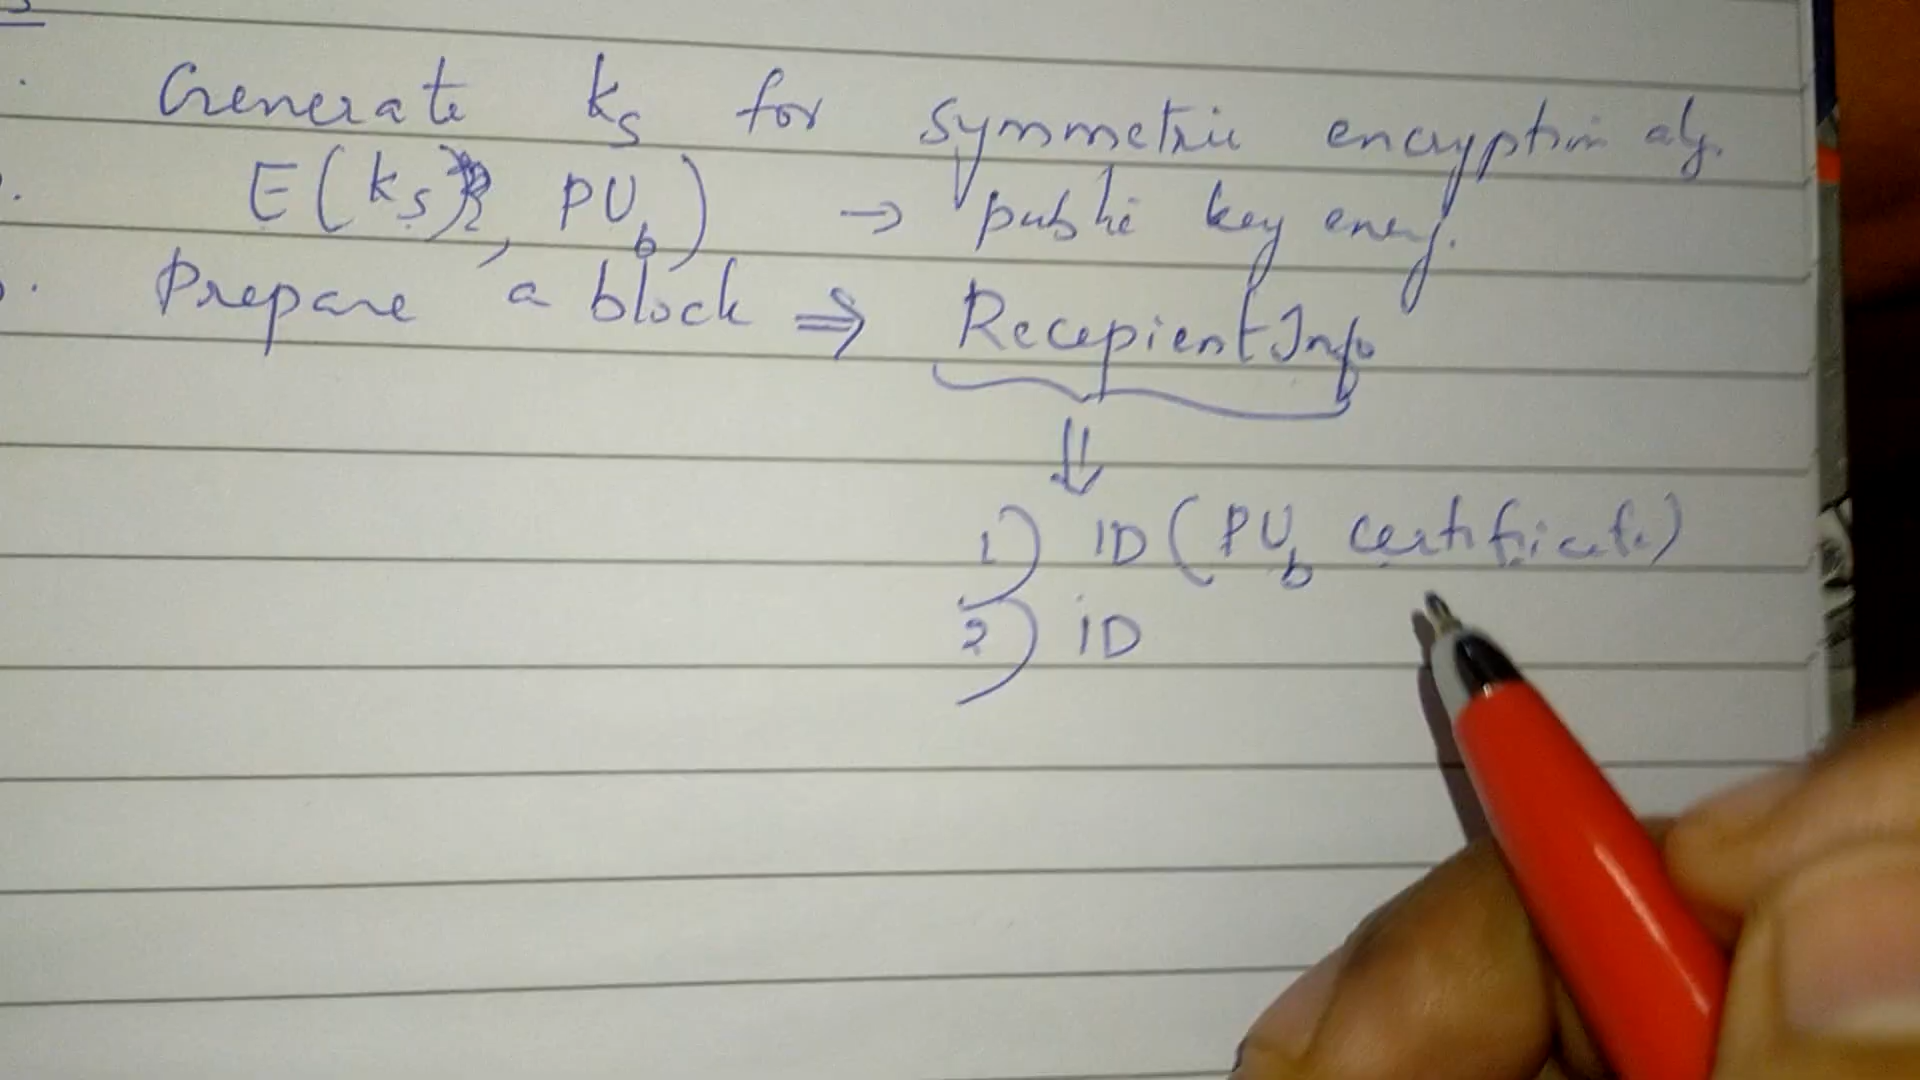 . Generate ks for symmetric encryption alg.
. E(ks, PUb) → public key ency.
. Prepare a block ⇒ RecepientInfo
⇓
1) ID (PUb certificate)
2) ID